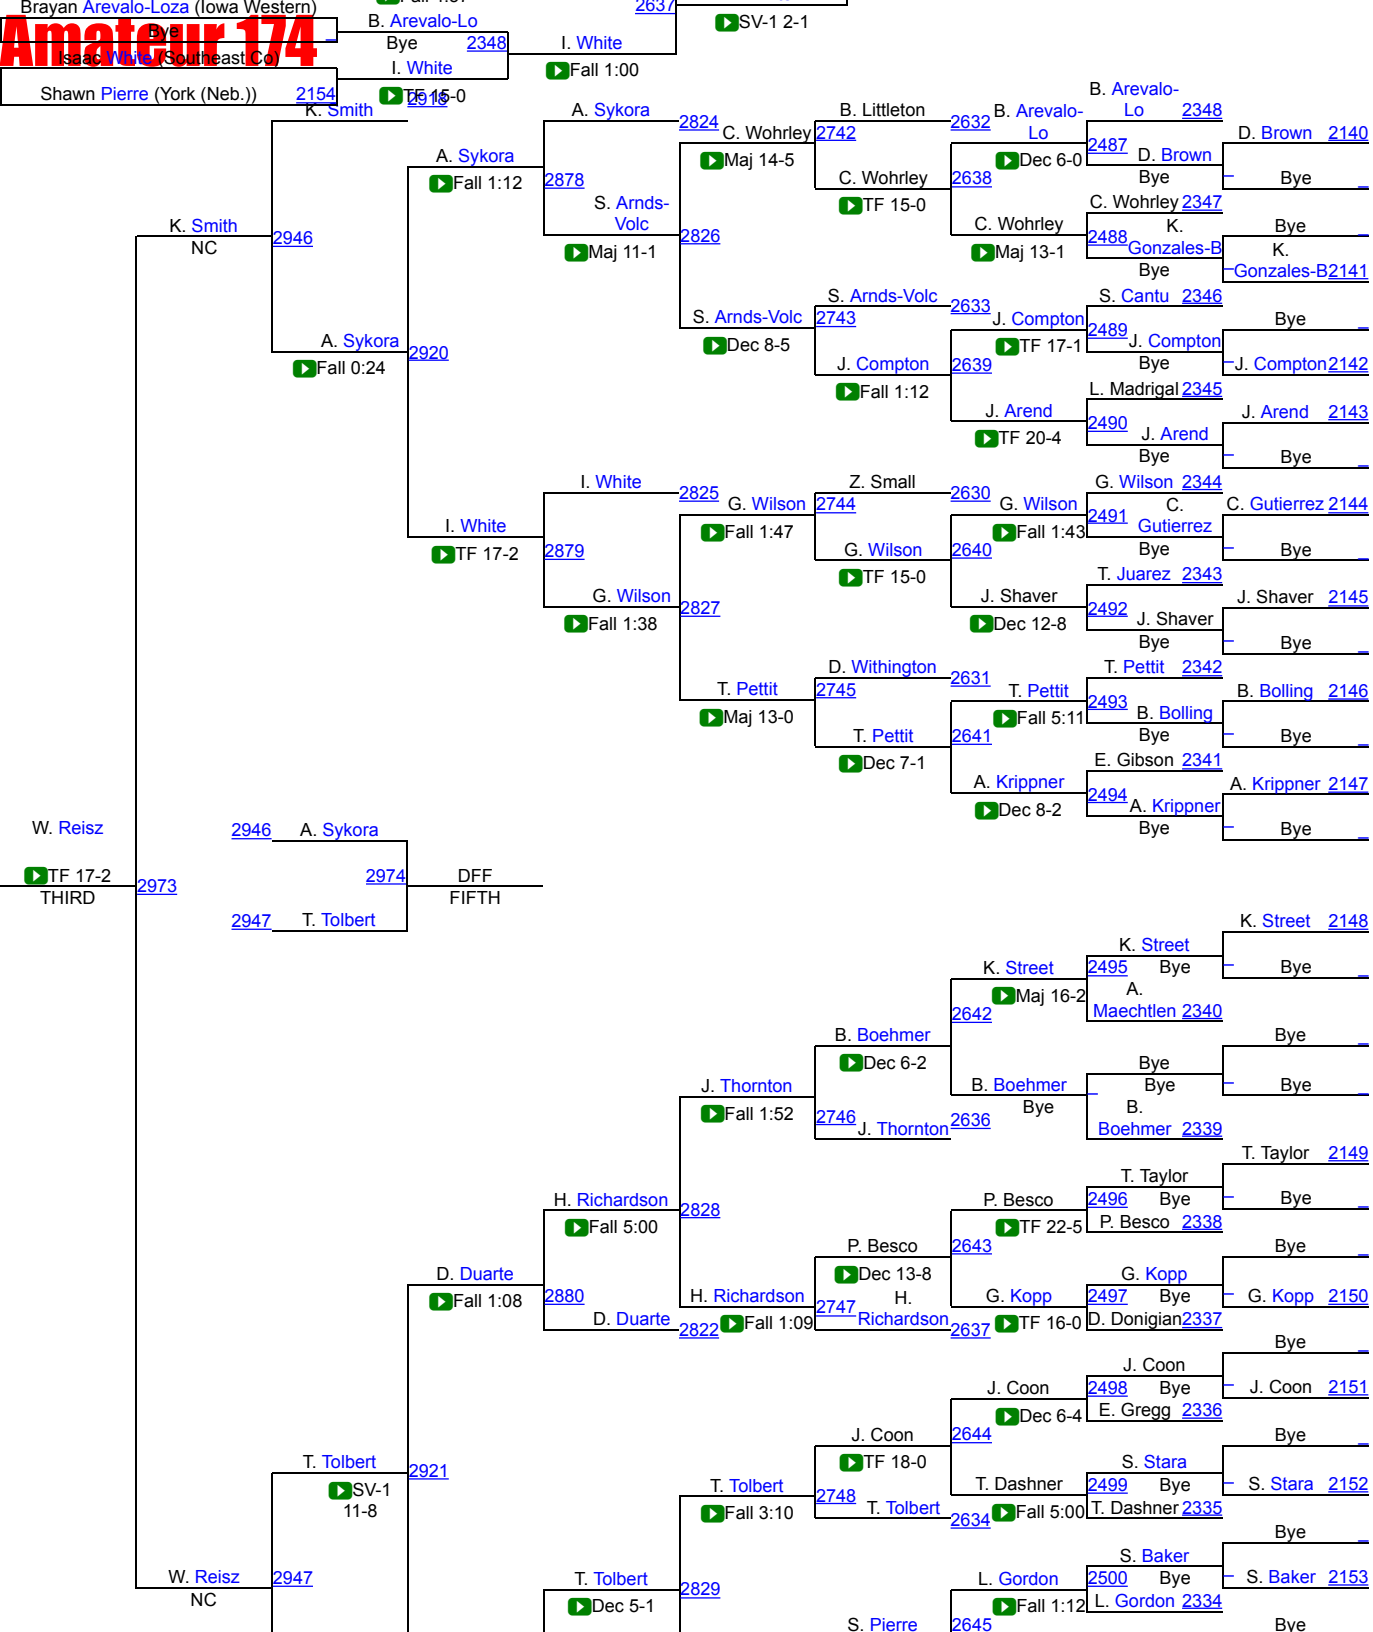 Brayan Arevalo-Loza (Iowa Western)
Bye
Amateur 174
Isaac White (Southeast Co)
Shawn Pierre (York (Neb.)) 2154
B. Arevalo-Lo
Bye 2348
I. White
TF 15-0
I. White
Fall 1:00
2637
SV-1 2-1
2918
K. Smith
A. Sykora
Fall 1:12
2878
A. Sykora 2824
S. Arnds-
Volc
Maj 11-1
2826
C. Wohrley 2742
Maj 14-5
B. Littleton 2632
C. Wohrley
TF 15-0
2638
B. Arevalo-
Lo
Dec 6-0
2487
B. Arevalo-
Lo 2348
D. Brown
Bye
D. Brown 2140
Bye
C. Wohrley
Maj 13-1
2488
C. Wohrley 2347
K.
Gonzales-B
Bye
Bye
K.
Gonzales-B2141
K. Smith
NC
2946
A. Sykora
Fall 0:24
2920
S. Arnds-Volc
Dec 8-5
2743
S. Arnds-Volc 2633
J. Compton
Fall 1:12
2639
J. Compton
TF 17-1
2489
S. Cantu 2346
J. Compton
Bye
Bye
J. Compton2142
J. Arend
TF 20-4
2490
L. Madrigal 2345
J. Arend
Bye
J. Arend 2143
Bye
I. White
TF 17-2
2879
I. White 2825
G. Wilson
Fall 1:38
2827
G. Wilson
Fall 1:47
2744
Z. Small 2630
G. Wilson
TF 15-0
2640
G. Wilson
Fall 1:43
2491
G. Wilson 2344
C.
Gutierrez
Bye
C. Gutierrez 2144
Bye
J. Shaver
Dec 12-8
2492
T. Juarez 2343
J. Shaver
Bye
J. Shaver 2145
Bye
T. Pettit
Maj 13-0
2745
D. Withington 2631
T. Pettit
Dec 7-1
2641
T. Pettit
Fall 5:11
2493
T. Pettit 2342
B. Bolling
Bye
B. Bolling 2146
Bye
A. Krippner
Dec 8-2
2494
E. Gibson 2341
A. Krippner
Bye
A. Krippner 2147
Bye
W. Reisz
TF 17-2
THIRD
2973
2946 A. Sykora
2974
DFF
FIFTH
2947 T. Tolbert
K. Street
Maj 16-2
2642
K. Street
2495 Bye
A.
Maechtlen 2340
K. Street 2148
Bye
B. Boehmer
Dec 6-2
B. Boehmer
Bye
Bye
Bye
B.
Boehmer 2339
Bye
Bye
J. Thornton
Fall 1:52
2746
J. Thornton 2636
H. Richardson
Fall 5:00
2828
P. Besco
TF 22-5
2643
T. Taylor
2496 Bye
P. Besco 2338
T. Taylor 2149
Bye
P. Besco
Dec 13-8
2747
H.
Richardson 2637
G. Kopp
TF 16-0
G. Kopp
2497 Bye
D. Donigian2337
Bye
G. Kopp 2150
D. Duarte
Fall 1:08
2880
H. Richardson
Fall 1:09
D. Duarte 2822
J. Coon
Dec 6-4
2644
J. Coon
2498 Bye
E. Gregg 2336
Bye
J. Coon 2151
J. Coon
TF 18-0
2748
T. Tolbert 2634
T. Dashner
Fall 5:00
S. Stara
2499 Bye
T. Dashner 2335
Bye
S. Stara 2152
T. Tolbert
SV-1
11-8
2921
T. Tolbert
Fall 3:10
W. Reisz
NC
2947
T. Tolbert
Dec 5-1
2829
L. Gordon
Fall 1:12
2645
S. Baker
2500 Bye
L. Gordon 2334
Bye
S. Baker 2153
S. Pierre
Bye